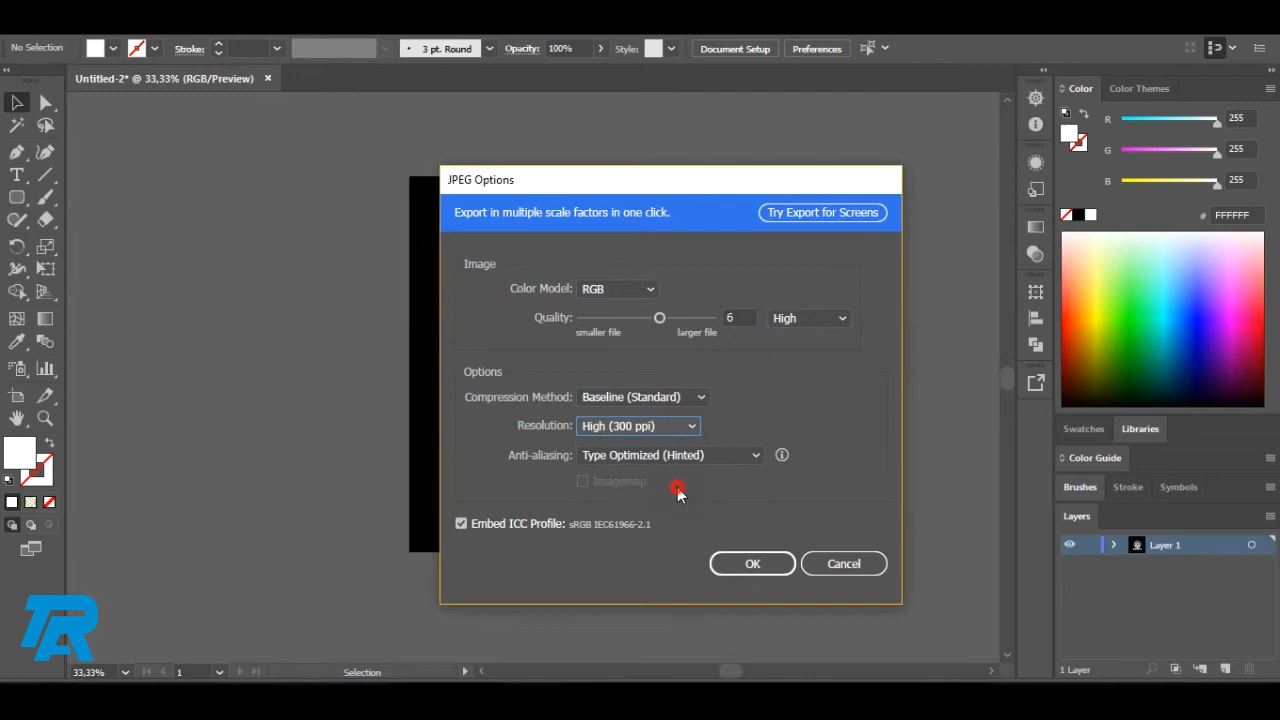 No Selection
Stroke:
3 pt. Round
Opacity: 100%
Style:
Document Setup
Preferences
Untitled-2* @ 33,33% (RGB/Preview)
JPEG Options
Export in multiple scale factors in one click.
Try Export for Screens
Image
Color Model: RGB
Quality: 6 High
smaller file larger file
Options
Compression Method: Baseline (Standard)
Resolution: High (300 ppi)
Anti-aliasing: Type Optimized (Hinted)
Imagemap
Embed ICC Profile: sRGB IEC61966-2.1
OK Cancel
Color Color Themes
R 255
G 255
B 255
# FFFFFF
Swatches Libraries
Color Guide
Brushes Stroke Symbols
Layers
Layer 1
1 Layer
TRA
33,33% 1 Selection